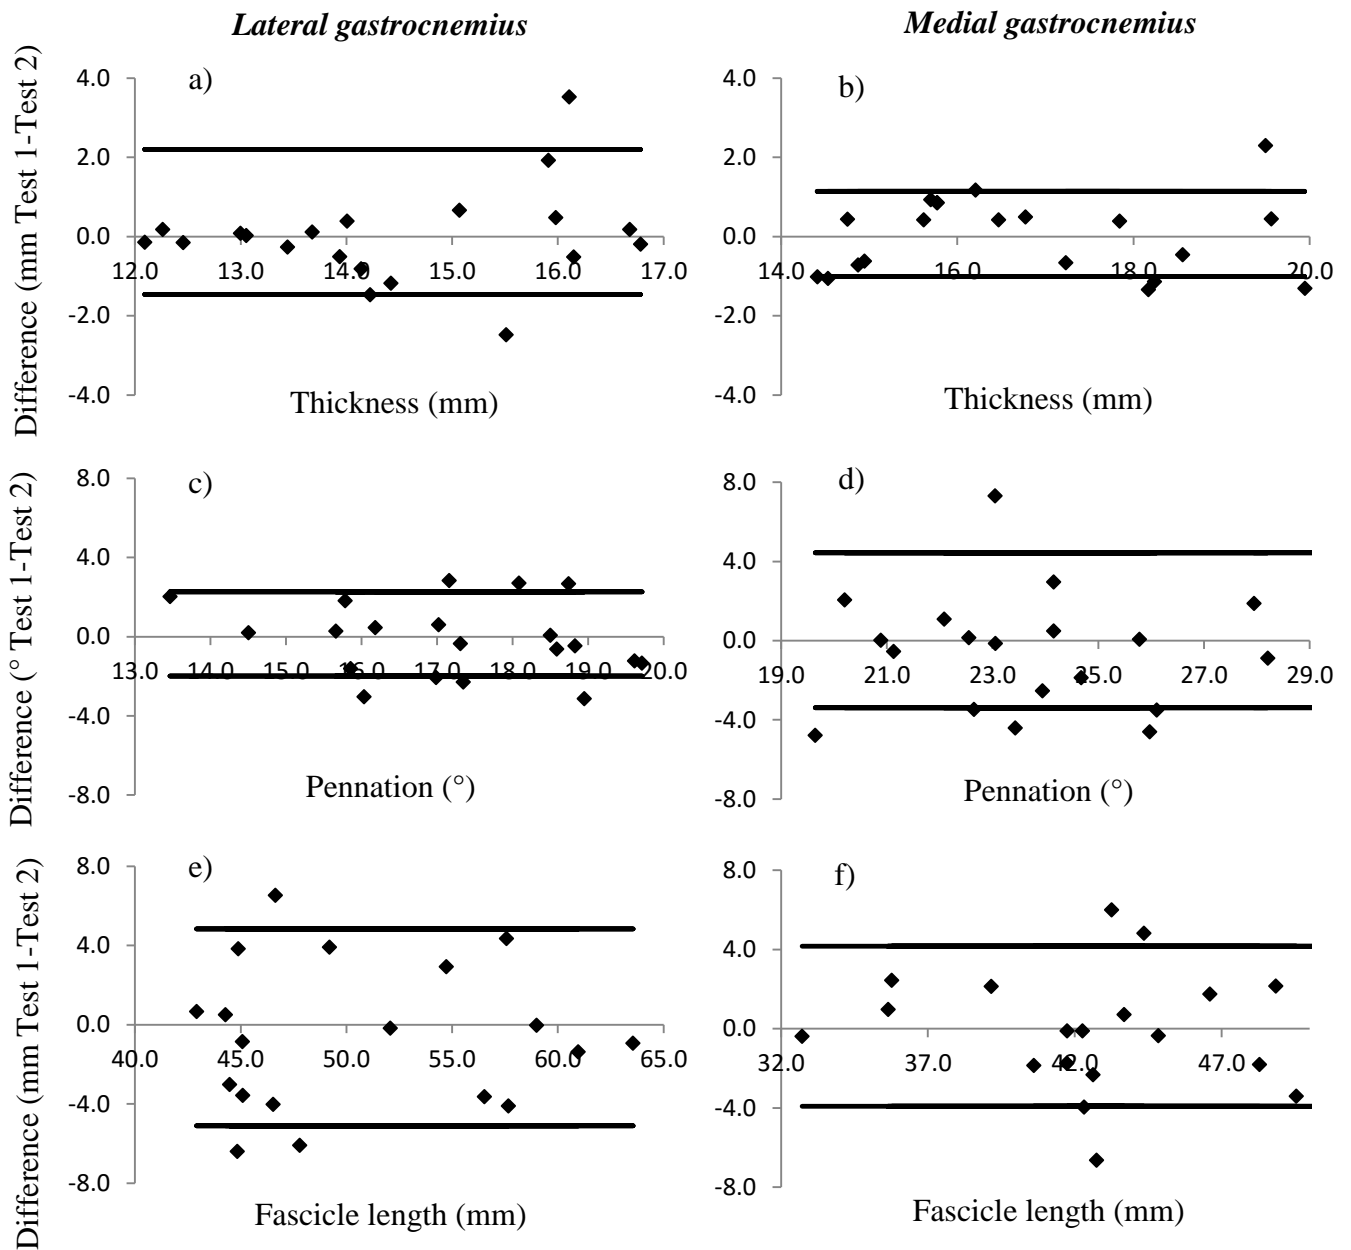 Lateral gastrocnemius
Medial gastrocnemius
Difference (mm Test 1-Test 2)
a)
4.0
2.0
0.0
-2.0
-4.0
12.0 13.0 14.0 15.0 16.0 17.0
Thickness (mm)
b)
4.0
2.0
0.0
-2.0
-4.0
14.0 16.0 18.0 20.0
Thickness (mm)
Difference (° Test 1-Test 2)
c)
8.0
4.0
0.0
-4.0
-8.0
13.0 14.0 15.0 16.0 17.0 18.0 19.0 20.0
Pennation (°)
d)
8.0
4.0
0.0
-4.0
-8.0
19.0 21.0 23.0 25.0 27.0 29.0
Pennation (°)
Difference (mm Test 1-Test 2)
e)
8.0
4.0
0.0
-4.0
-8.0
40.0 45.0 50.0 55.0 60.0 65.0
Fascicle length (mm)
f)
8.0
4.0
0.0
-4.0
-8.0
32.0 37.0 42.0 47.0
Fascicle length (mm)